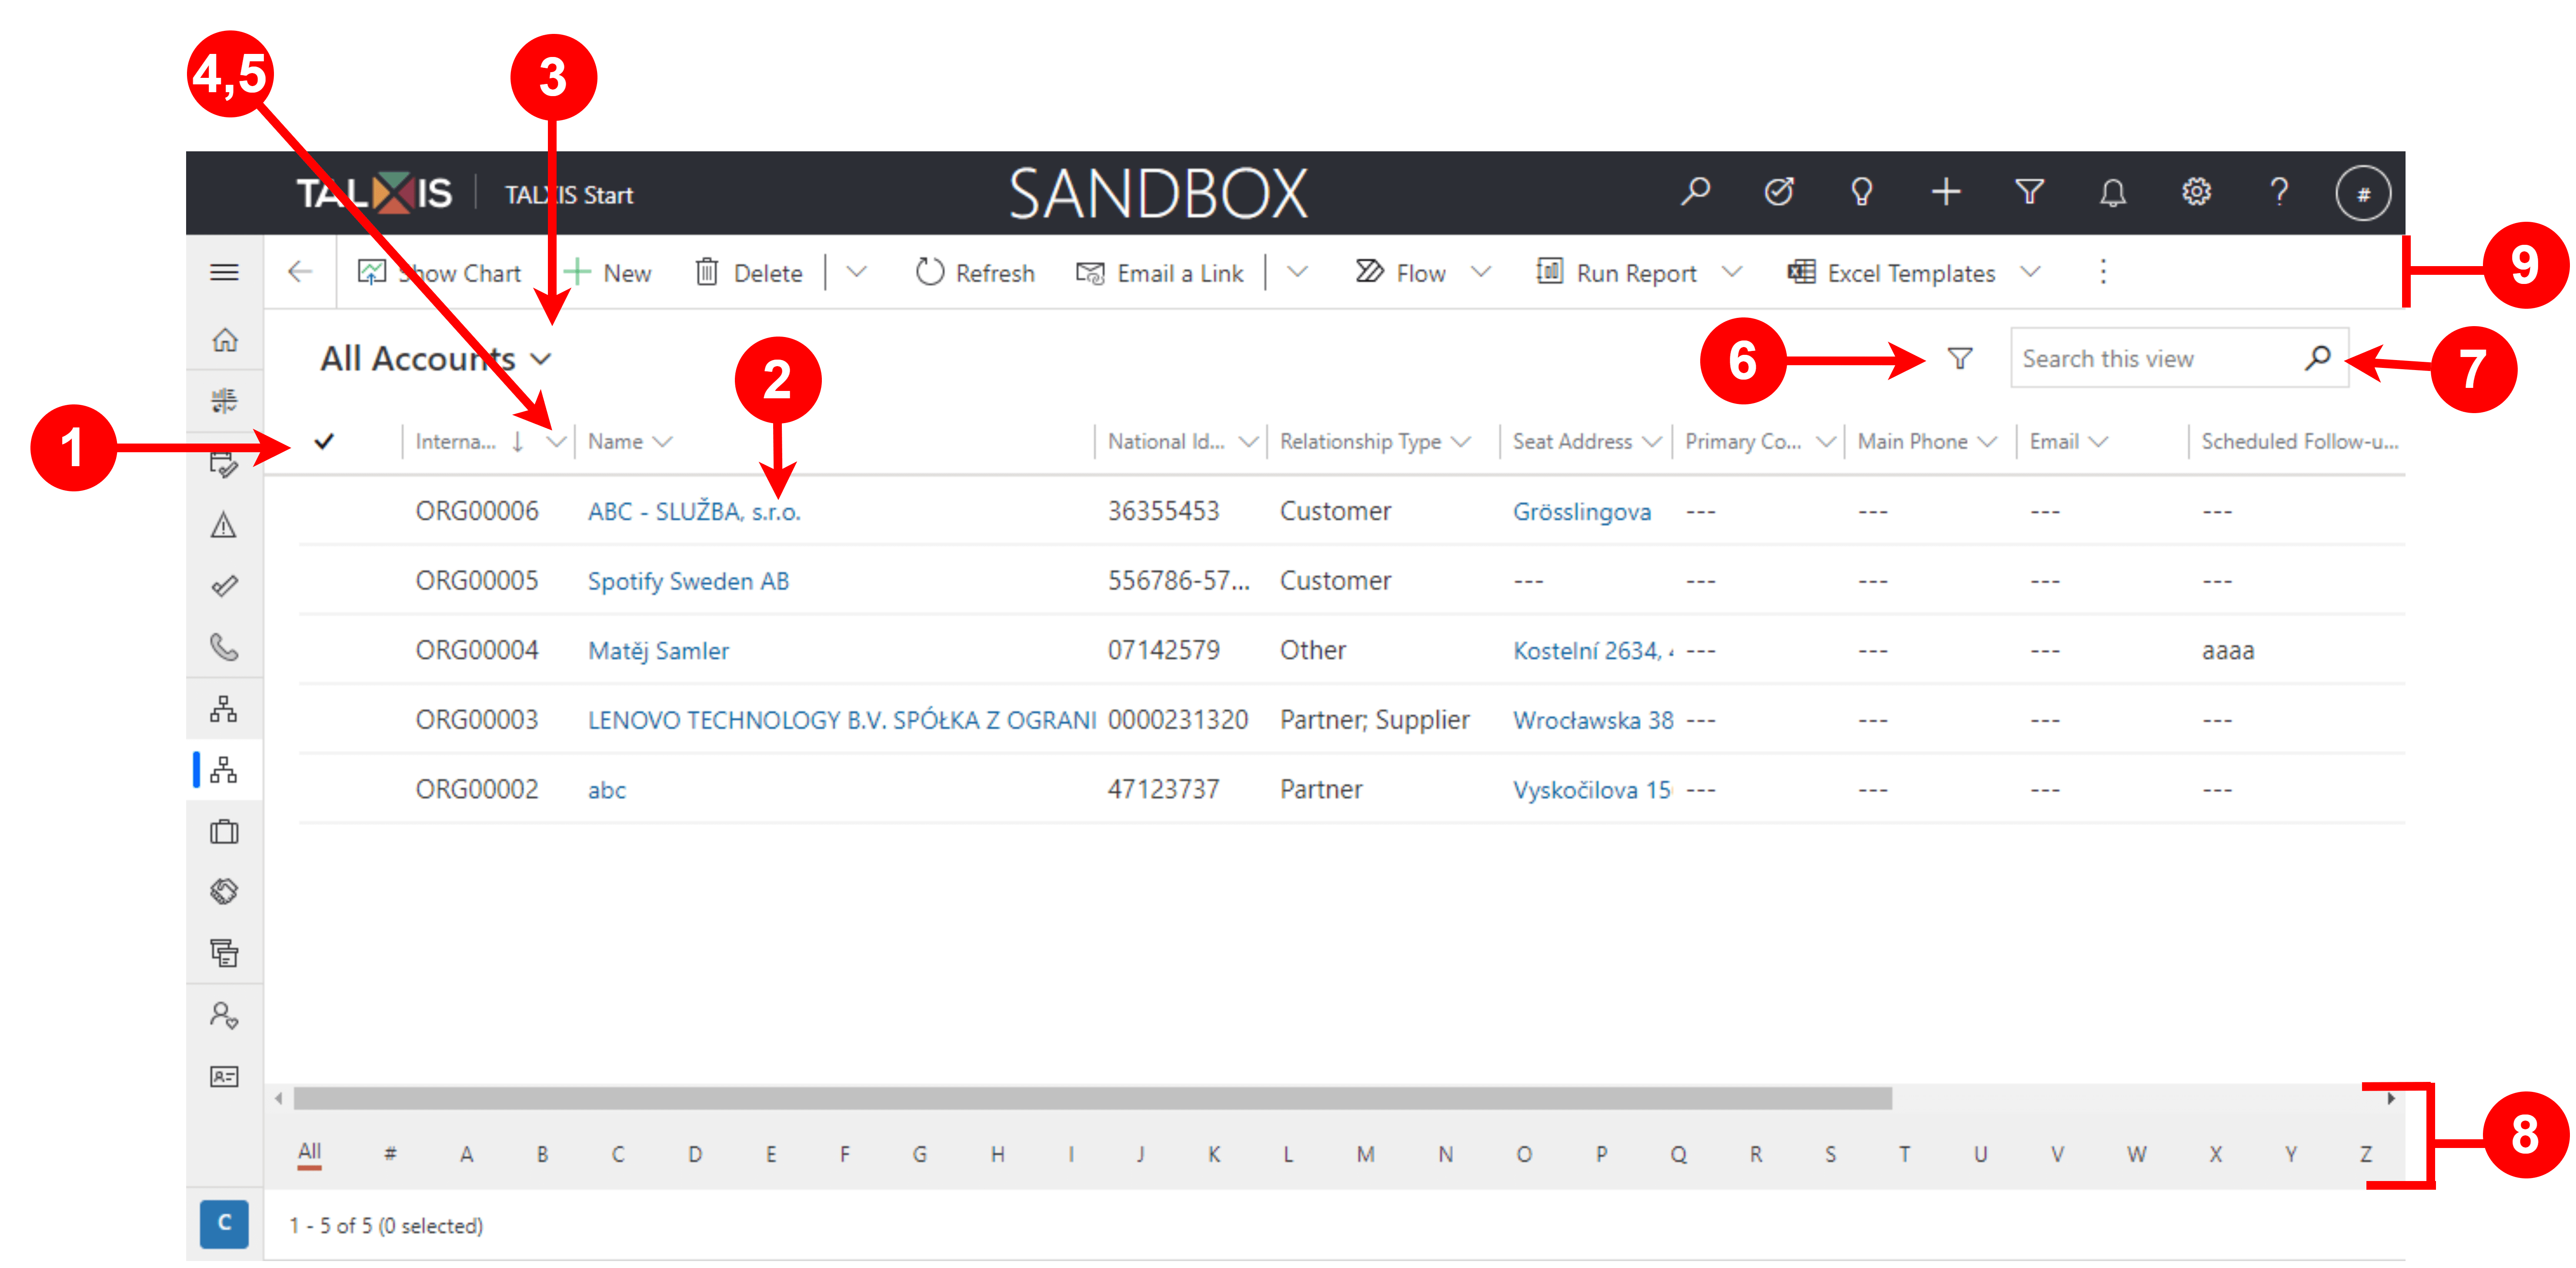 4,5 3
TALXIS TALXIS Start SANDBOX ? #
Show Chart New Delete Refresh Email a Link Flow Run Report Excel Templates 9
All Accounts 2 6 Search this view 7
1 Interna... Name National Id... Relationship Type Seat Address Primary Co... Main Phone Email Scheduled Follow-u...
ORG00006 ABC - SLUŽBA, s.r.o. 36355453 Customer Grösslingova --- --- --- ---
ORG00005 Spotify Sweden AB 556786-57... Customer --- --- --- --- ---
ORG00004 Matěj Samler 07142579 Other Kostelní 2634, --- --- --- aaaa
ORG00003 LENOVO TECHNOLOGY B.V. SPÓŁKA Z OGRANI 0000231320 Partner; Supplier Wrocławska 38 --- --- --- ---
ORG00002 abc 47123737 Partner Vyskočilova 15 --- --- --- ---
All # A B C D E F G H I J K L M N O P Q R S T U V W X Y Z 8
C 1 - 5 of 5 (0 selected)